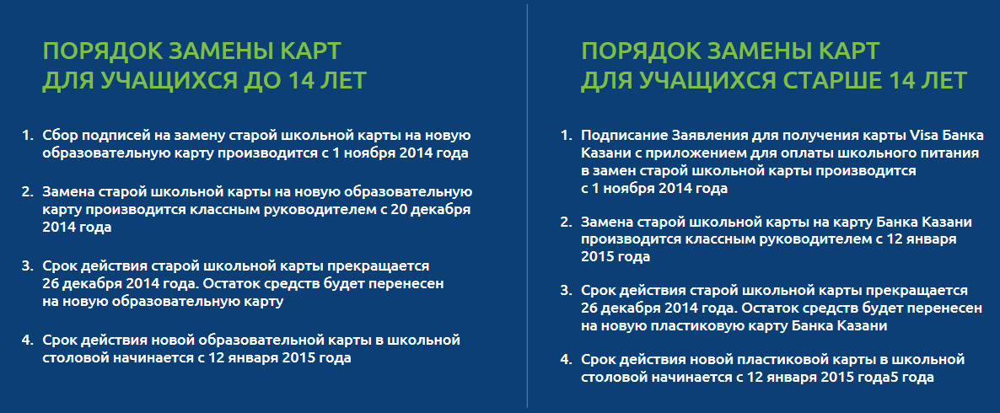 ПОРЯДОК ЗАМЕНЫ КАРТ
ДЛЯ УЧАЩИХСЯ ДО 14 ЛЕТ
1. Сбор подписей на замену старой школьной карты на новую
образовательную карту производится с 1 ноября 2014 года
2. Замена старой школьной карты на новую образовательную
карту производится классным руководителем с 20 декабря
2014 года
3. Срок действия старой школьной карты прекращается
26 декабря 2014 года. Остаток средств будет перенесен
на новую образовательную карту
4. Срок действия новой образовательной карты в школьной
столовой начинается с 12 января 2015 года
ПОРЯДОК ЗАМЕНЫ КАРТ
ДЛЯ УЧАЩИХСЯ СТАРШЕ 14 ЛЕТ
1. Подписание Заявления для получения карты Visa Банка
Казани с приложением для оплаты школьного питания
в замен старой школьной карты производится
с 1 ноября 2014 года
2. Замена старой школьной карты на карту Банка Казани
производится классным руководителем с 12 января
2015 года
3. Срок действия старой школьной карты прекращается
26 декабря 2014 года. Остаток средств будет перенесен
на новую пластиковую карту Банка Казани
4. Срок действия новой пластиковой карты в школьной
столовой начинается с 12 января 2015 года5 года